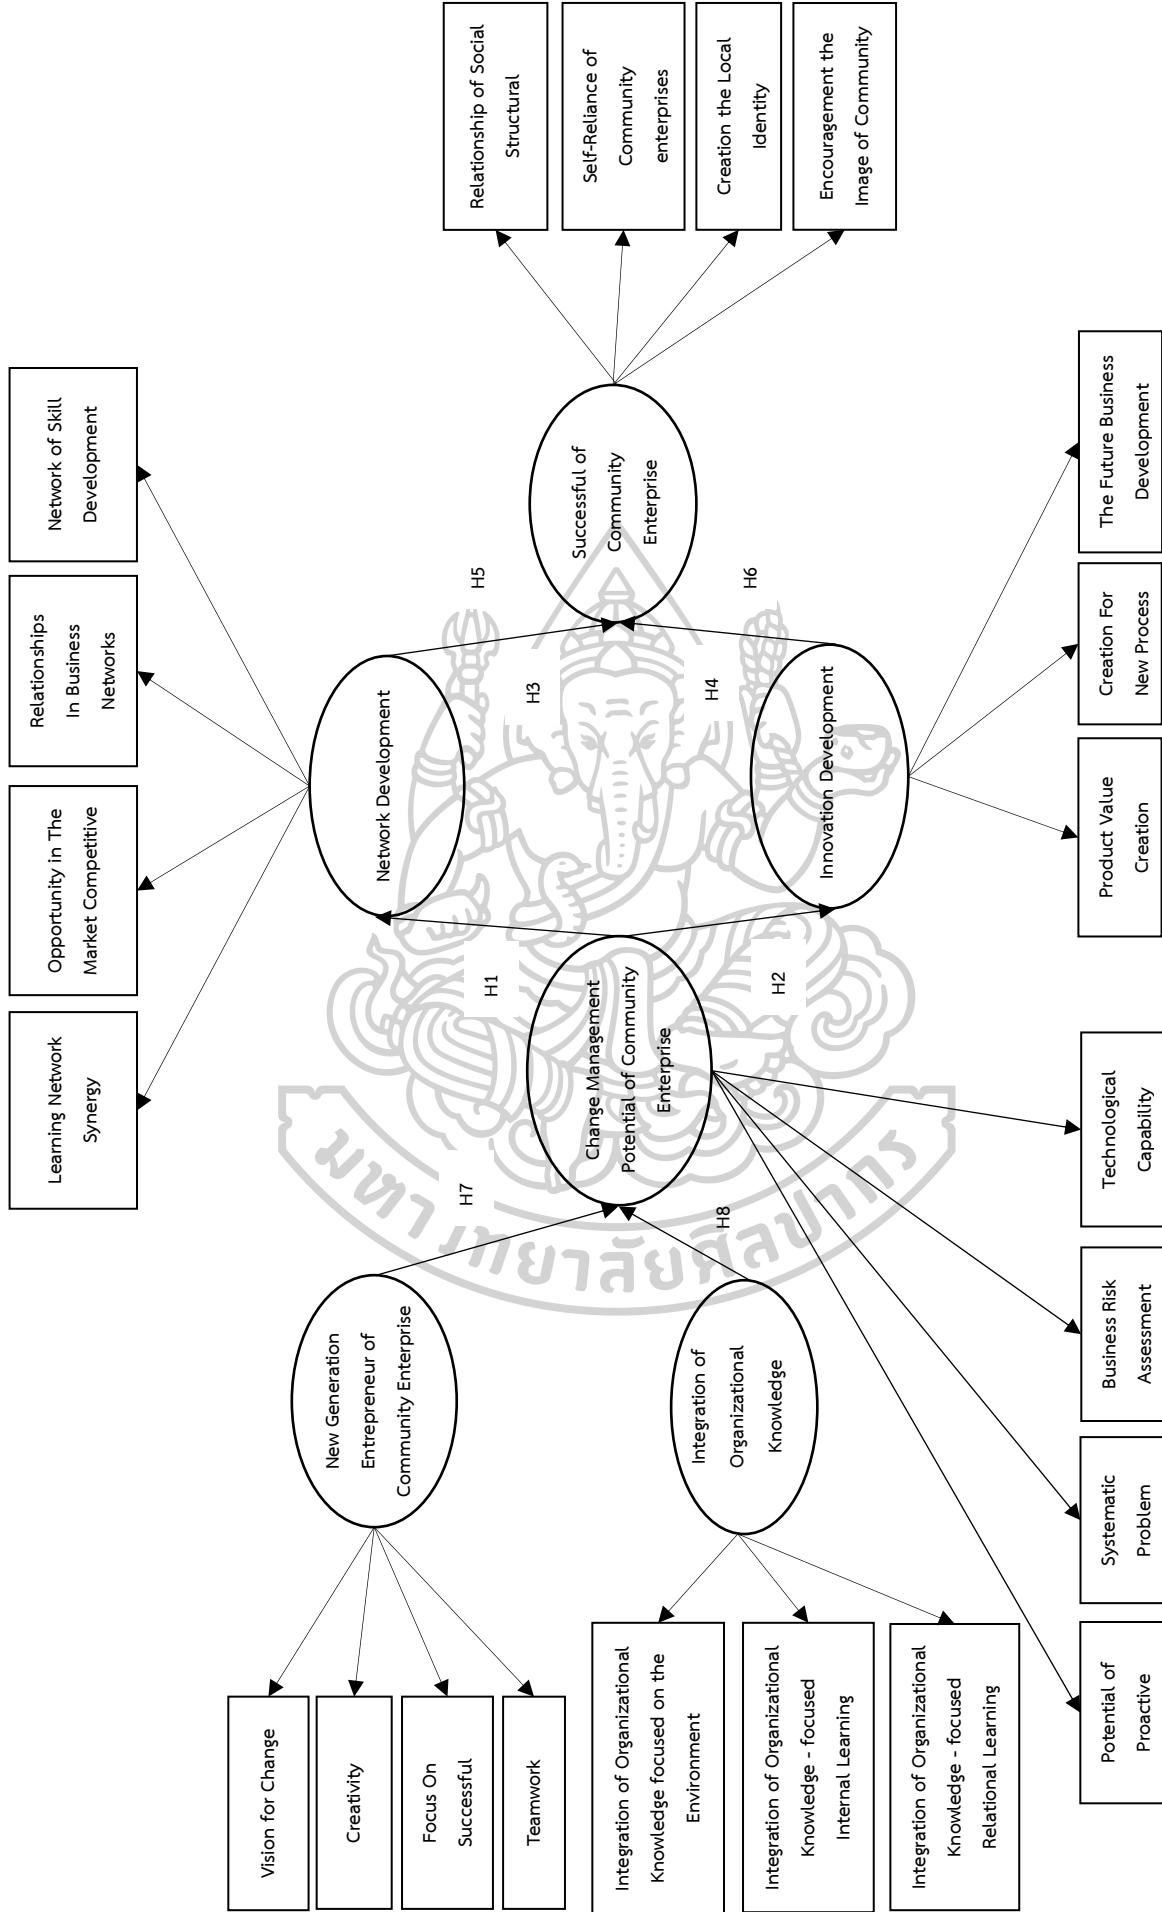 Learning Network
Synergy
Opportunity in The
Market Competitive
Relationships
In Business
Networks
Network of Skill
Development
Vision for Change
Creativity
Focus On
Successful
Teamwork
New Generation
Entrepreneur of
Community Enterprise
Network Development
H7
H1
H3
H5
Relationship of Social
Structural
Self-Reliance of
Community
enterprises
Creation the Local
Identity
Encouragement the
Image of Community
Change Management
Potential of Community
Enterprise
Successful of
Community
Enterprise
Integration of Organizational
Knowledge focused on the
Environment
Integration of Organizational
Knowledge - focused
Internal Learning
Integration of Organizational
Knowledge - focused
Relational Learning
Integration of
Organizational
Knowledge
H8
H2
H4
H6
Innovation Development
Potential of
Proactive
Systematic
Problem
Business Risk
Assessment
Technological
Capability
Product Value
Creation
Creation For
New Process
The Future Business
Development
มหาวิทยาลัยศิลปากร